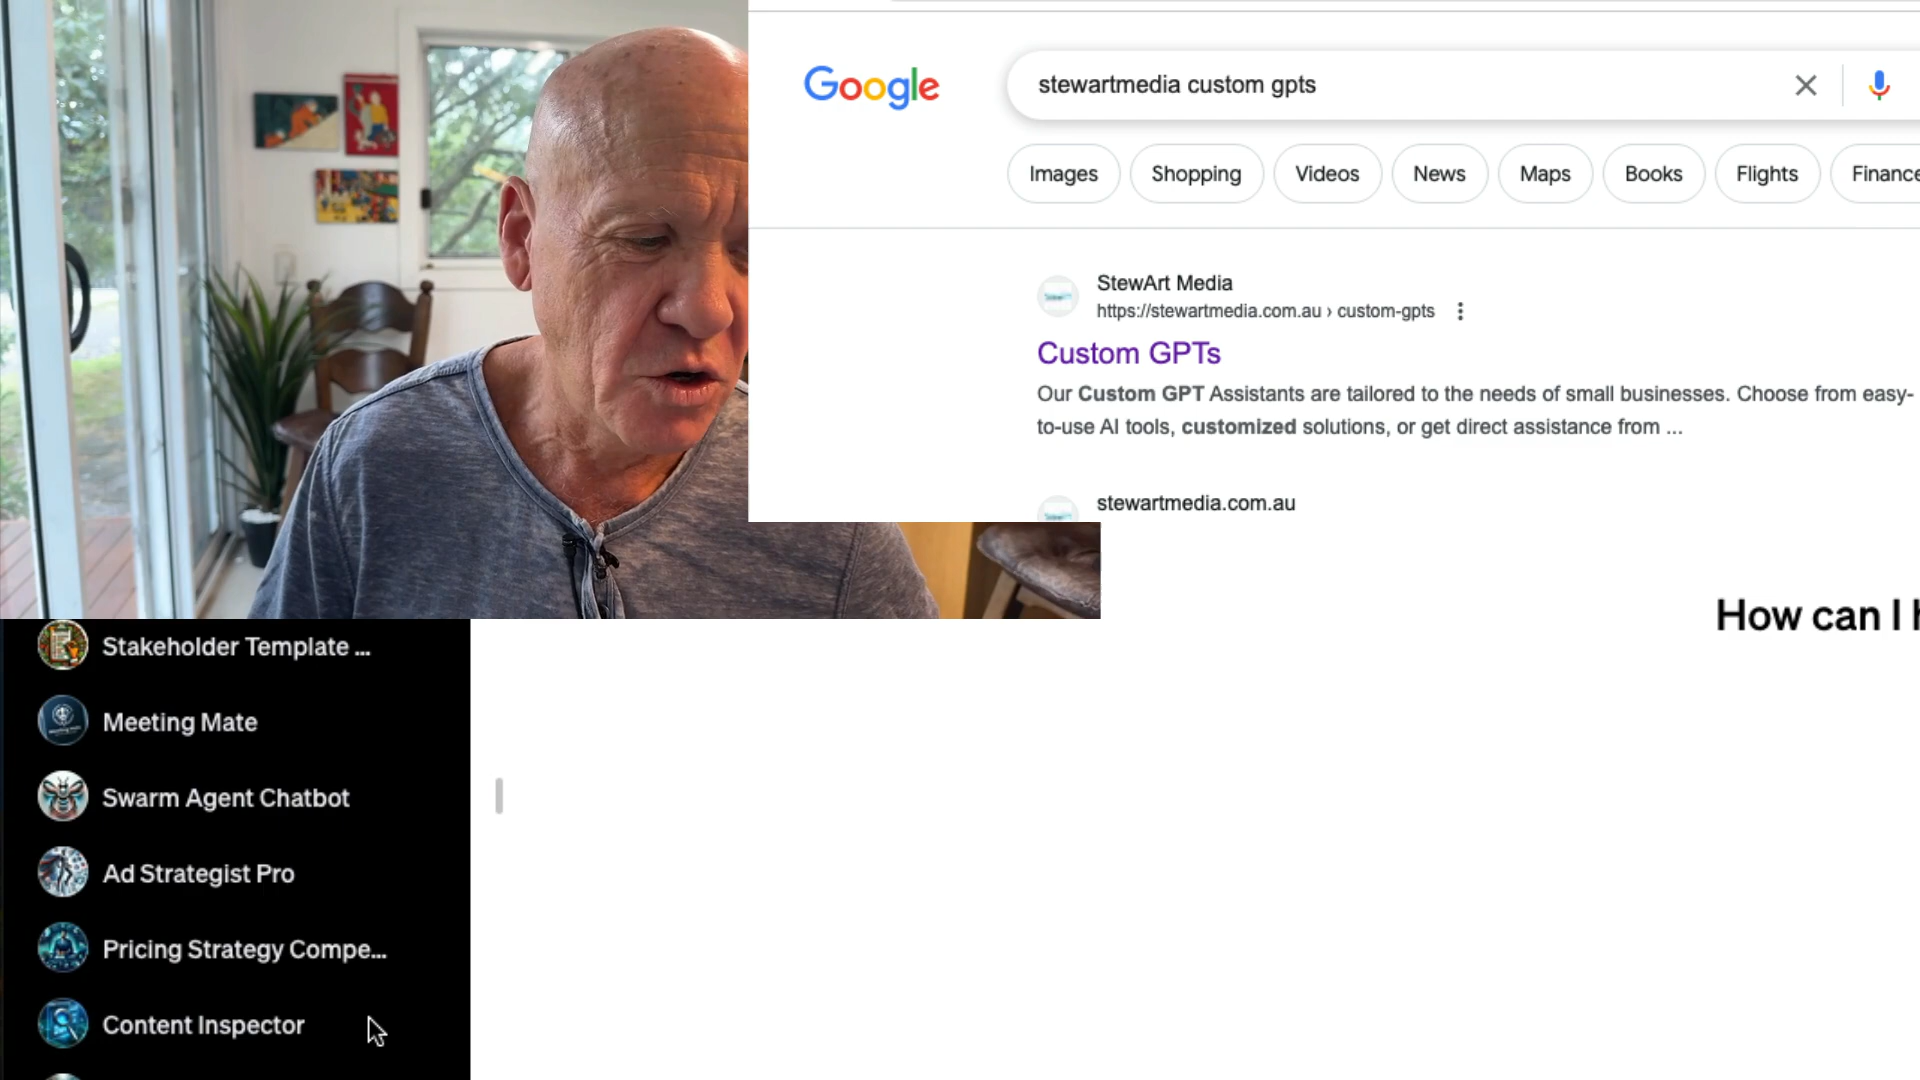 Google
stewartmedia custom gpts
Images
Shopping
Videos
News
Maps
Books
Flights
Finance
StewArt Media
https://stewartmedia.com.au › custom-gpts
Custom GPTs
Our Custom GPT Assistants are tailored to the needs of small businesses. Choose from easy-
to-use AI tools, customized solutions, or get direct assistance from ...
stewartmedia.com.au
How can I
Stakeholder Template ...
Meeting Mate
Swarm Agent Chatbot
Ad Strategist Pro
Pricing Strategy Compe...
Content Inspector